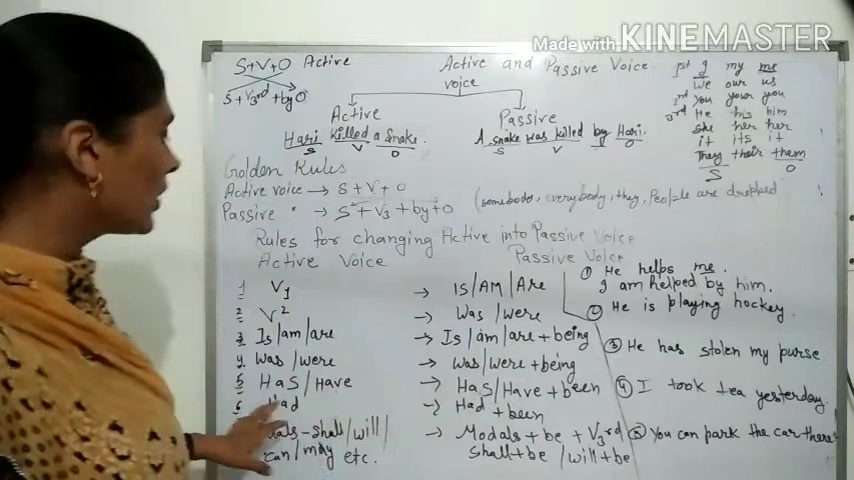 Made with KINEMASTER
S+V+O Active
S+V3rd+by O
Active and Passive Voice
voice
Active
Passive
Hari killed a Snake.
S V O
A snake was killed by Hari.
S V O
Pst I my me
we our us
2nd You your you
3rd He his him
she her her
it its it
They their them
S O
Golden Rules
Active voice → S+V+O
Passive " → S+V3+by+O
(somebody, everybody, they, People are dropped
Rules for changing Active into Passive Voice
Active Voice Passive Voice
1 V1 → Is/AM/Are
2 V2 → Was/Were
3 Is/am/are → Is/am/are+being
4 Was/were → Was/were+being
5 Has/Have → Has/Have+been
6 Had → Had+been
shall/will/ → Modals+be+V3rd
can/may etc. shall+be/will+be
① He helps me.
I am helped by him.
② He is playing hockey.
③ He has stolen my purse
④ I took tea yesterday.
⑤ You can park the car there